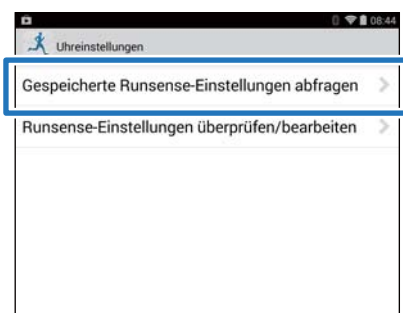 08:44
Uhreinstellungen
Gespeicherte Runsense-Einstellungen abfragen
Runsense-Einstellungen überprüfen/bearbeiten